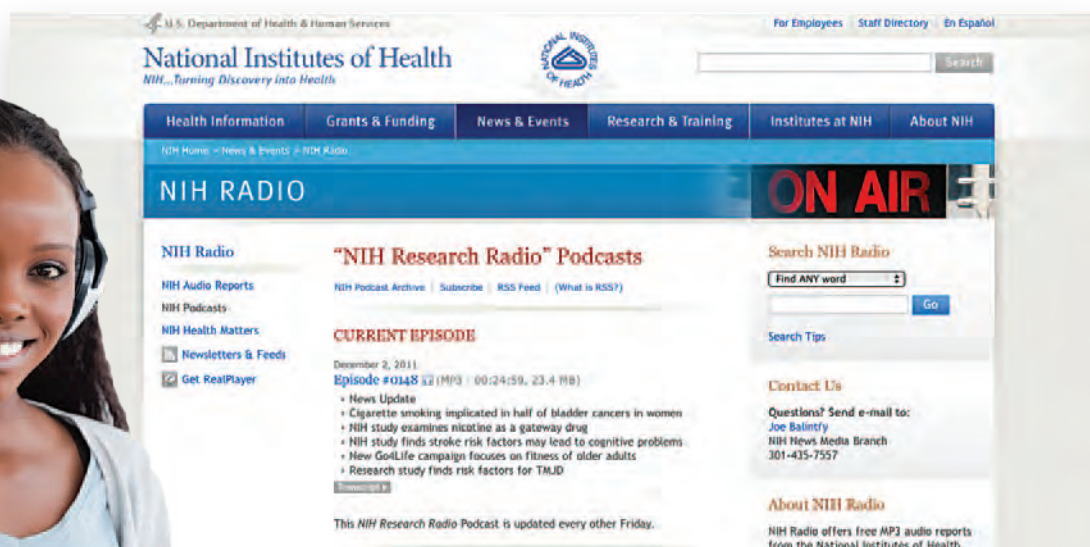 U.S. Department of Health & Human Services
For Employees | Staff Directory | En Español
National Institutes of Health
NIH...Turning Discovery Into Health
NATIONAL INSTITUTES OF HEALTH
Search
Health Information
Grants & Funding
News & Events
Research & Training
Institutes at NIH
About NIH
NIH Home > News & Events > NIH Radio
NIH RADIO
ON AIR
NIH Radio
NIH Audio Reports
NIH Podcasts
NIH Health Matters
Newsletters & Feeds
Get RealPlayer
"NIH Research Radio" Podcasts
NIH Podcast Archive | Subscribe | RSS Feed | (What is RSS?)
CURRENT EPISODE
December 2, 2011
Episode #0148 (MP3 - 00:24:59, 23.4 MB)
News Update
Cigarette smoking implicated in half of bladder cancers in women
NIH study examines nicotine as a gateway drug
NIH study finds stroke risk factors may lead to cognitive problems
New Go4Life campaign focuses on fitness of older adults
Research study finds risk factors for TMJD
Transcript
This NIH Research Radio Podcast is updated every other Friday.
Search NIH Radio
Find ANY word
Go
Search Tips
Contact Us
Questions? Send e-mail to:
Joe Balintfy
NIH News Media Branch
301-435-7557
About NIH Radio
NIH Radio offers free MP3 audio reports
from the National Institutes of Health